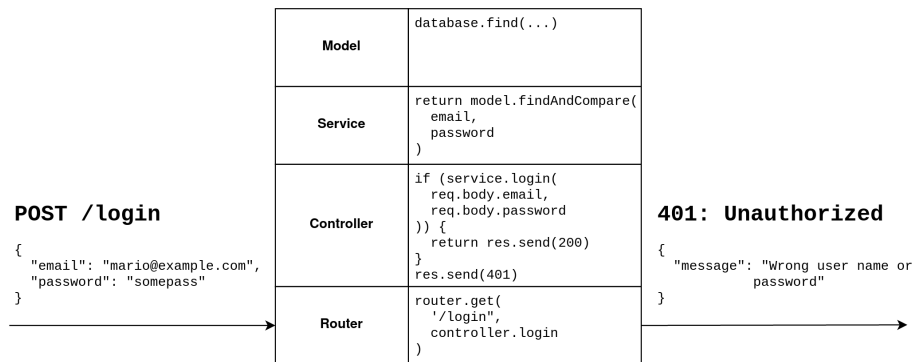 POST /login
{
  "email": "mario@example.com",
  "password": "somepass"
}
Model
database.find(...)
Service
return model.findAndCompare(
  email,
  password
)
Controller
if (service.login(
  req.body.email,
  req.body.password
)) {
  return res.send(200)
}
res.send(401)
Router
router.get(
  '/login",
  controller.login
)
401: Unauthorized
{
  "message": "Wrong user name or
            password"
}